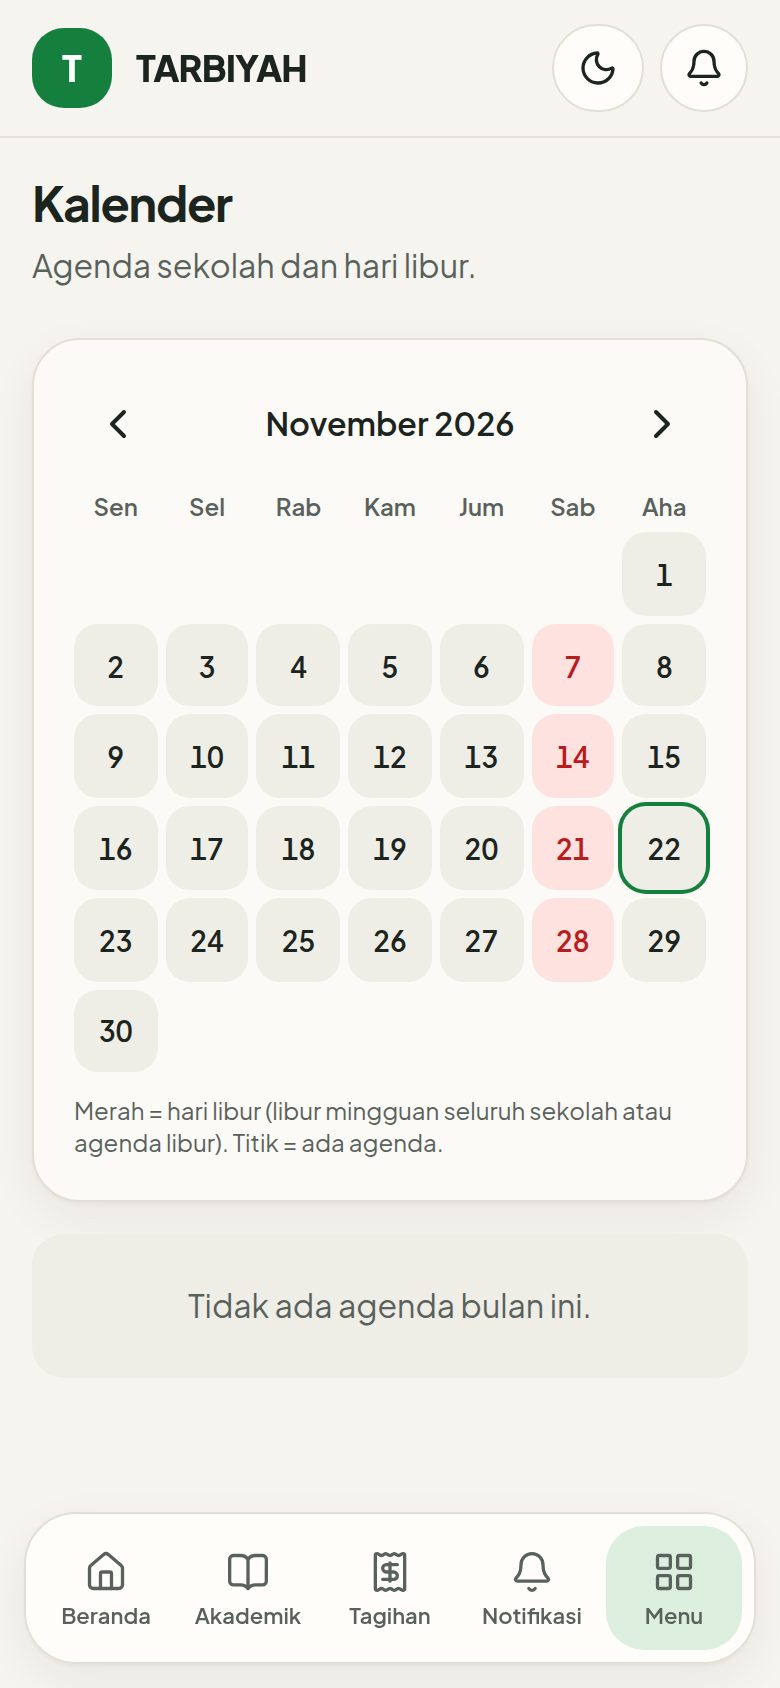 T TARBIYAH
Kalender
Agenda sekolah dan hari libur.
November 2026
Sen Sel Rab Kam Jum Sab Aha
1
2 3 4 5 6 7 8
9 10 11 12 13 14 15
16 17 18 19 20 21 22
23 24 25 26 27 28 29
30
Merah = hari libur (libur mingguan seluruh sekolah atau
agenda libur). Titik = ada agenda.
Tidak ada agenda bulan ini.
Beranda Akademik Tagihan Notifikasi Menu